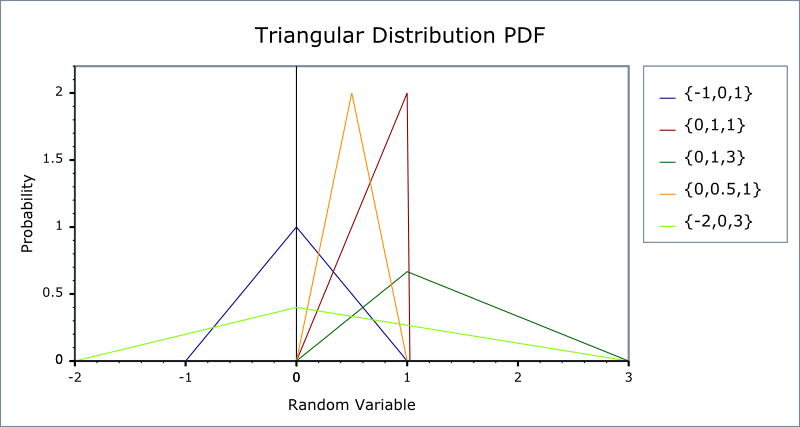 Triangular Distribution PDF
{-1,0,1}
{0,1,1}
{0,1,3}
{0,0.5,1}
{-2,0,3}
Probability
2
1.5
1
0.5
0
-2 -1 0 1 2 3
Random Variable